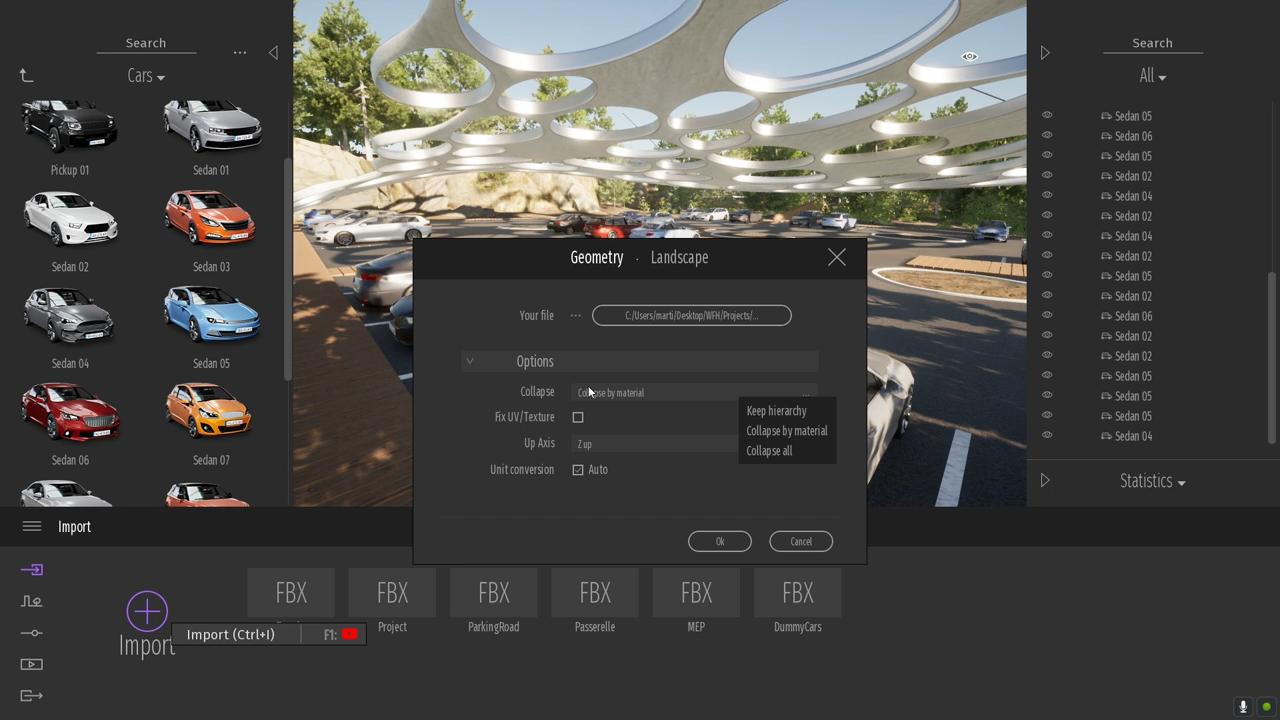 Search
Cars
Pickup 01
Sedan 01
Sedan 02
Sedan 03
Sedan 04
Sedan 05
Sedan 06
Sedan 07
Search
All
Sedan 05
Sedan 06
Sedan 05
Sedan 02
Sedan 04
Sedan 02
Sedan 04
Sedan 02
Sedan 05
Sedan 02
Sedan 06
Sedan 02
Sedan 02
Sedan 05
Sedan 05
Sedan 05
Sedan 04
Statistics
Geometry · Landscape
Your file ... C:/Users/marti/Desktop/WFH/Projects/...
Options
Collapse Collapse by material ...
Keep hierarchy
Collapse by material
Collapse all
Fix UV/Texture
Up Axis Z up
Unit conversion Auto
Ok Cancel
Import
Import
Import (Ctrl+I) F1:
FBX FBX FBX FBX FBX FBX
Project ParkingRoad Passerelle MEP DummyCars